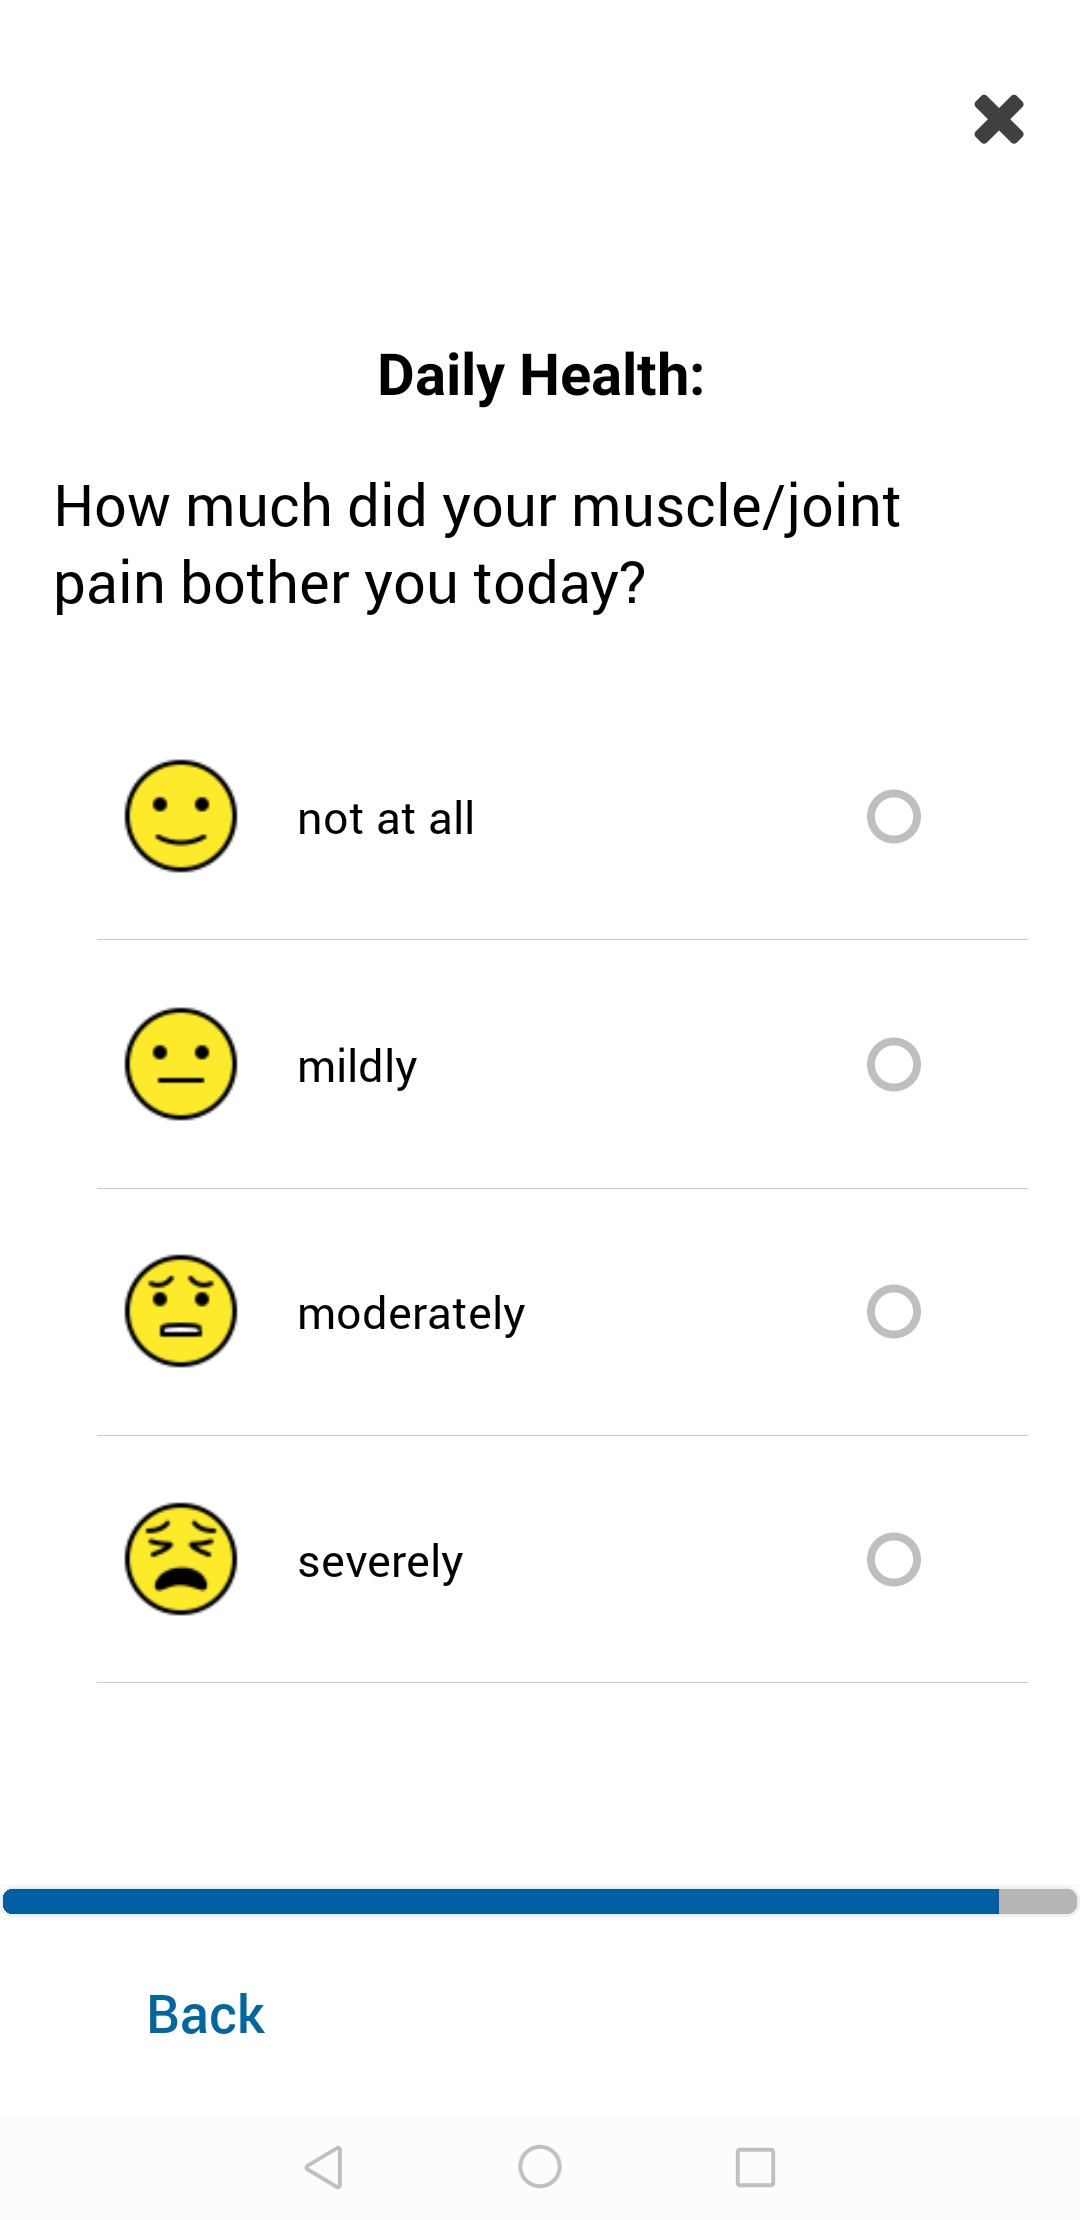 Daily Health:
How much did your muscle/joint
pain bother you today?
not at all
mildly
moderately
severely
Back